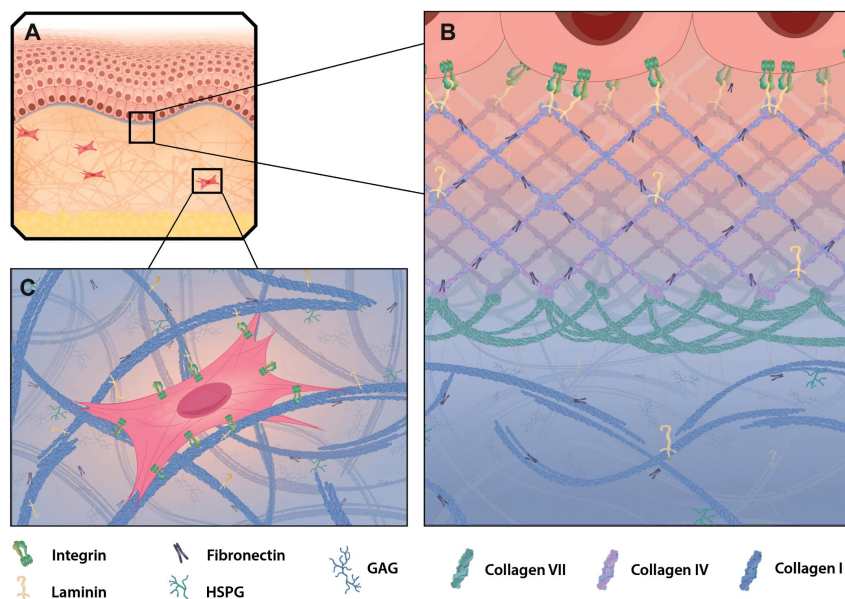 A
B
C
Integrin
Fibronectin
GAG
Collagen VII
Collagen IV
Collagen I
Laminin
HSPG